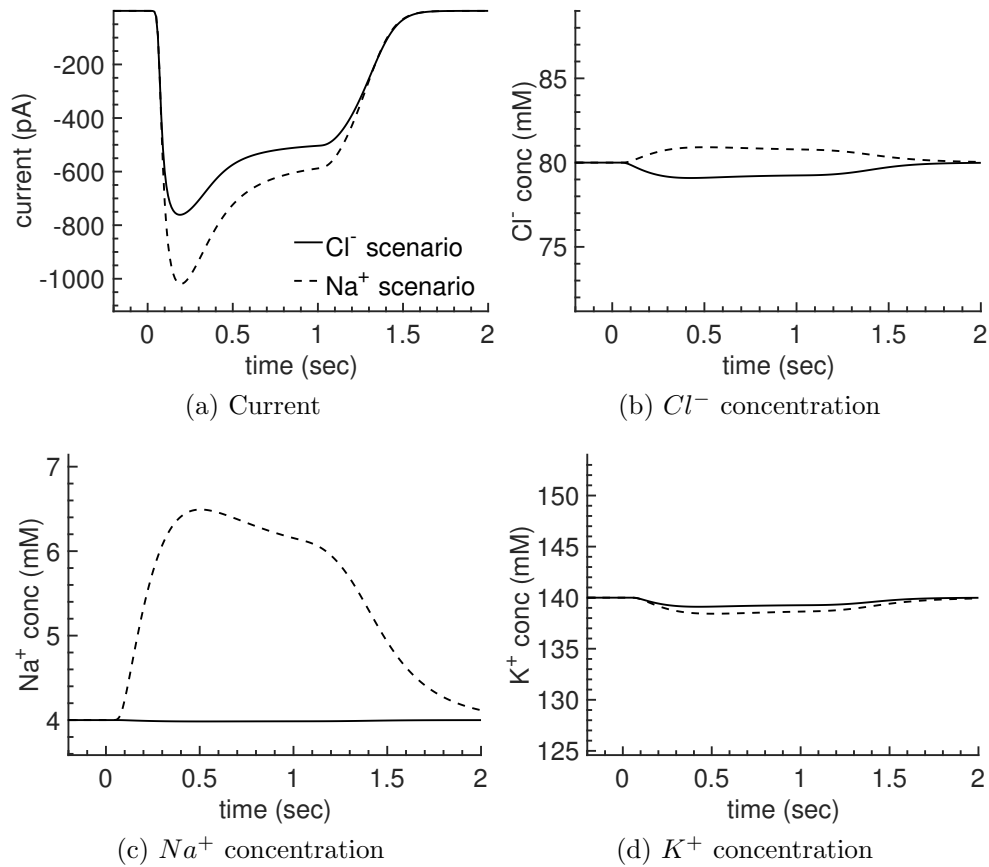 current (pA)
-200
-400
-600
-800
-1000
Cl⁻ scenario
Na⁺ scenario
0 0.5 1 1.5 2
time (sec)
(a) Current
Cl⁻ conc (mM)
85
80
75
0 0.5 1 1.5 2
time (sec)
(b) Cl⁻ concentration
Na⁺ conc (mM)
7
6
5
4
0 0.5 1 1.5 2
time (sec)
(c) Na⁺ concentration
K⁺ conc (mM)
150
145
140
135
130
125
0 0.5 1 1.5 2
time (sec)
(d) K⁺ concentration